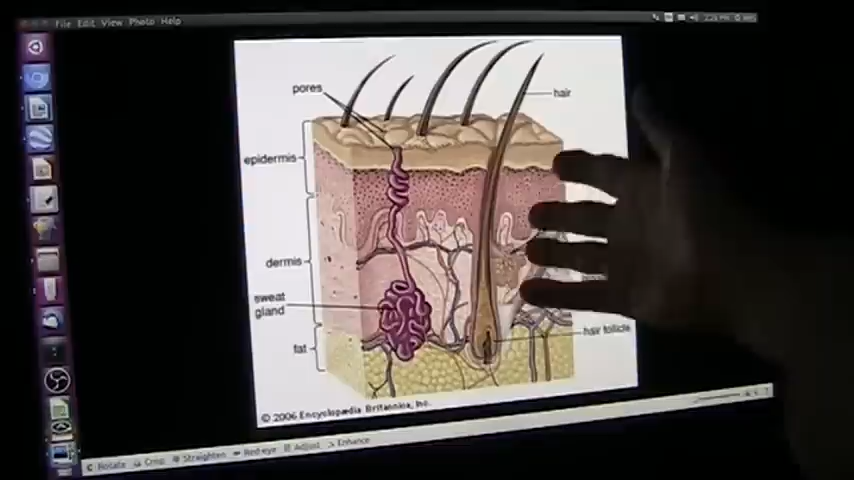 File Edit View Photo Help
pores
hair
epidermis
dermis
sweat
gland
hair follicle
fat
© 2006 Encyclopædia Britannica, Inc.
Rotate Crop Straighten Red-eye Adjust Enhance